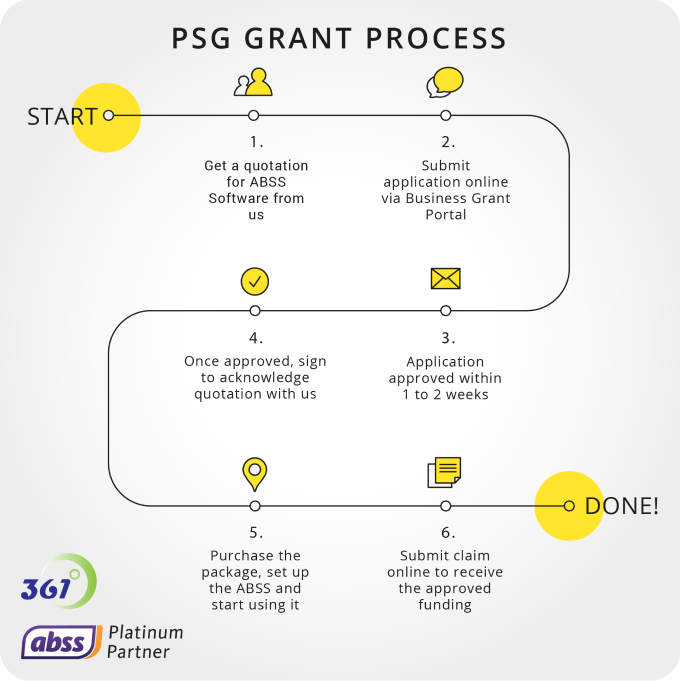 PSG GRANT PROCESS
START
1.
Get a quotation
for ABSS
Software from
us
2.
Submit
application online
via Business Grant
Portal
3.
Application
approved within
1 to 2 weeks
4.
Once approved, sign
to acknowledge
quotation with us
5.
Purchase the
package, set up
the ABSS and
start using it
6.
Submit claim
online to receive
the approved
funding
DONE!
361°
abss
Platinum
Partner